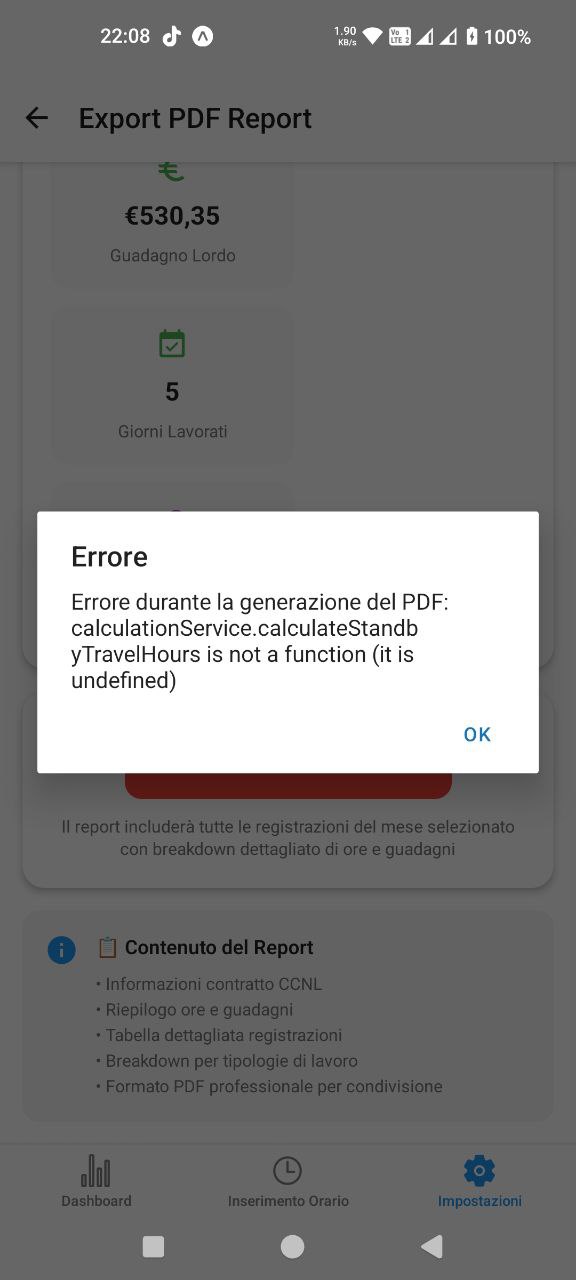 22:08
1.90
KB/s
Vo 1
LTE 2
100%
Export PDF Report
€530,35
Guadagno Lordo
5
Giorni Lavorati
Errore
Errore durante la generazione del PDF:
calculationService.calculateStandb
yTravelHours is not a function (it is
undefined)
OK
Il report includerà tutte le registrazioni del mese selezionato
con breakdown dettagliato di ore e guadagni
📋 Contenuto del Report
• Informazioni contratto CCNL
• Riepilogo ore e guadagni
• Tabella dettagliata registrazioni
• Breakdown per tipologie di lavoro
• Formato PDF professionale per condivisione
Dashboard
Inserimento Orario
Impostazioni